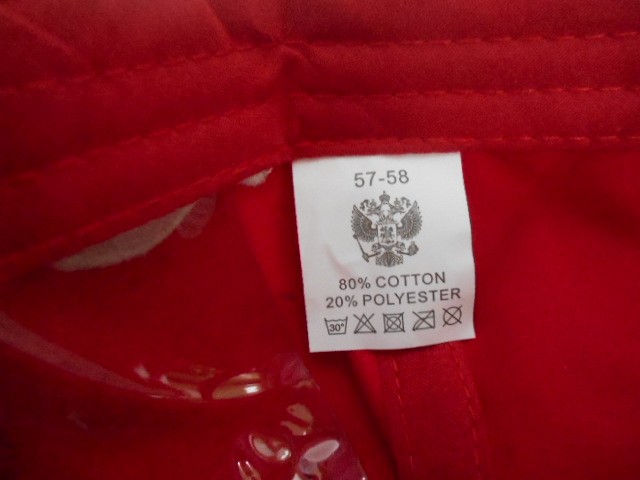 57-58
80% COTTON
20% POLYESTER
30°